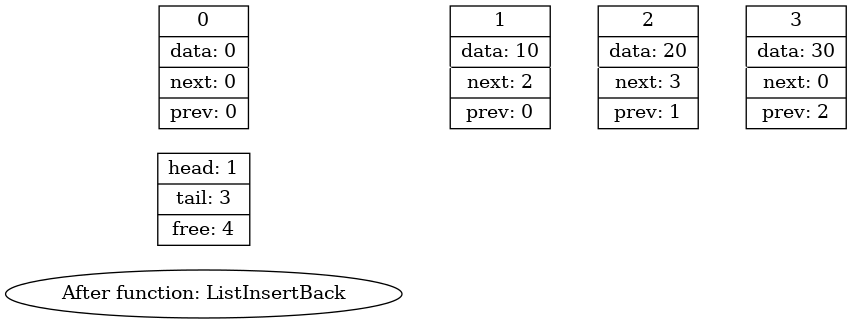 0
data: 0
next: 0
prev: 0
1
data: 10
next: 2
prev: 0
2
data: 20
next: 3
prev: 1
3
data: 30
next: 0
prev: 2
head: 1
tail: 3
free: 4
After function: ListInsertBack